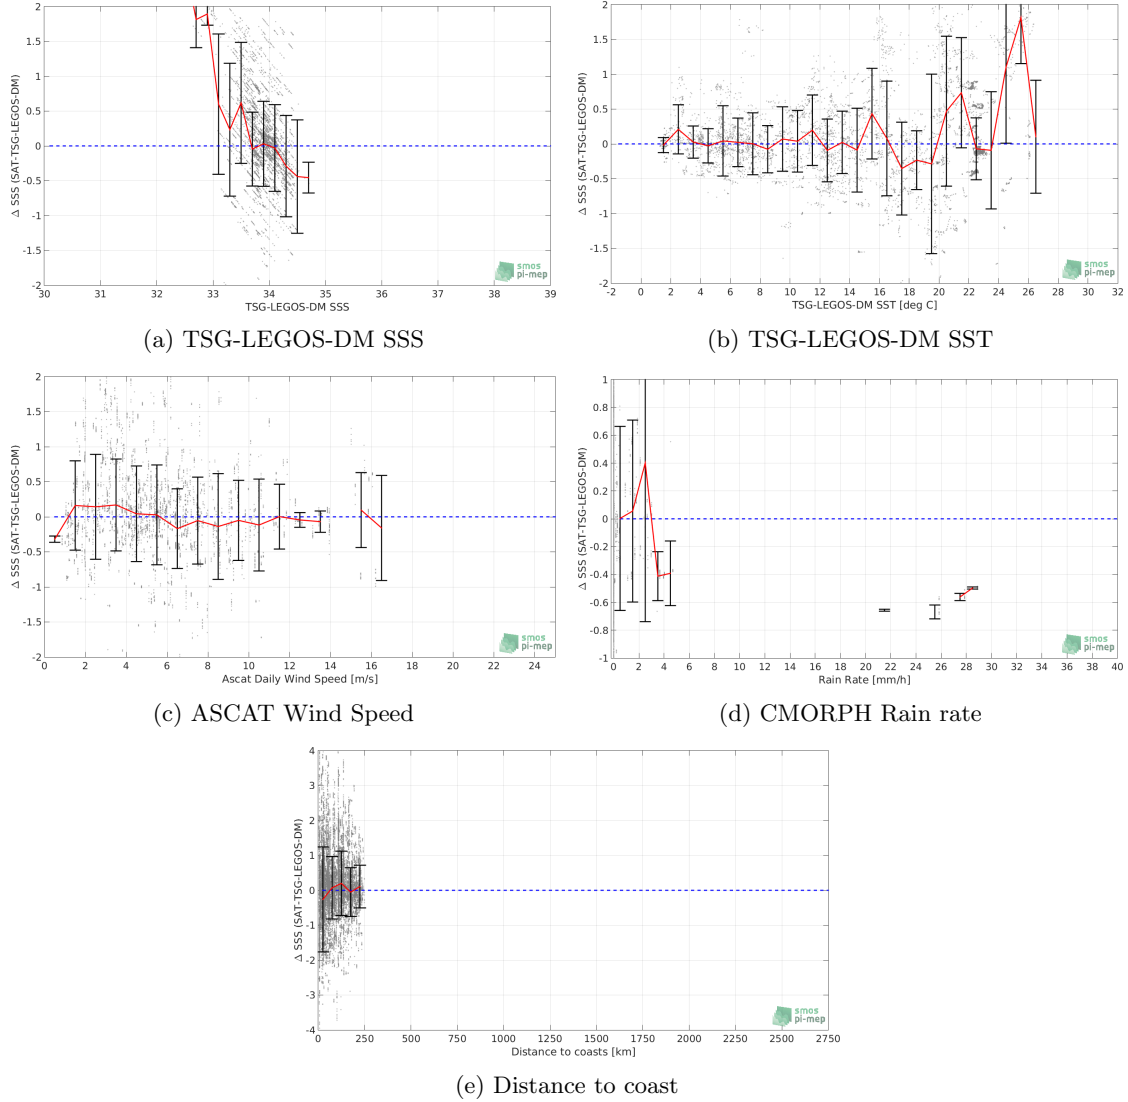 Δ SSS (SAT-TSG-LEGOS-DM)
2
1.5
1
0.5
0
-0.5
-1
-1.5
-2
30 31 32 33 34 35 36 37 38 39
TSG-LEGOS-DM SSS
smos
pi-mep
(a) TSG-LEGOS-DM SSS
Δ SSS (SAT-TSG-LEGOS-DM)
2
1.5
1
0.5
0
-0.5
-1
-1.5
-2
-2 0 2 4 6 8 10 12 14 16 18 20 22 24 26 28 30 32
TSG-LEGOS-DM SST [deg C]
smos
pi-mep
(b) TSG-LEGOS-DM SST
Δ SSS (SAT-TSG-LEGOS-DM)
2
1.5
1
0.5
0
-0.5
-1
-1.5
-2
0 2 4 6 8 10 12 14 16 18 20 22 24
Ascat Daily Wind Speed [m/s]
smos
pi-mep
(c) ASCAT Wind Speed
Δ SSS (SAT-TSG-LEGOS-DM)
1
0.8
0.6
0.4
0.2
0
-0.2
-0.4
-0.6
-0.8
-1
0 2 4 6 8 10 12 14 16 18 20 22 24 26 28 30 32 34 36 38 40
Rain Rate [mm/h]
smos
pi-mep
(d) CMORPH Rain rate
Δ SSS (SAT-TSG-LEGOS-DM)
4
3
2
1
0
-1
-2
-3
-4
0 250 500 750 1000 1250 1500 1750 2000 2250 2500 2750
Distance to coasts [km]
smos
pi-mep
(e) Distance to coast